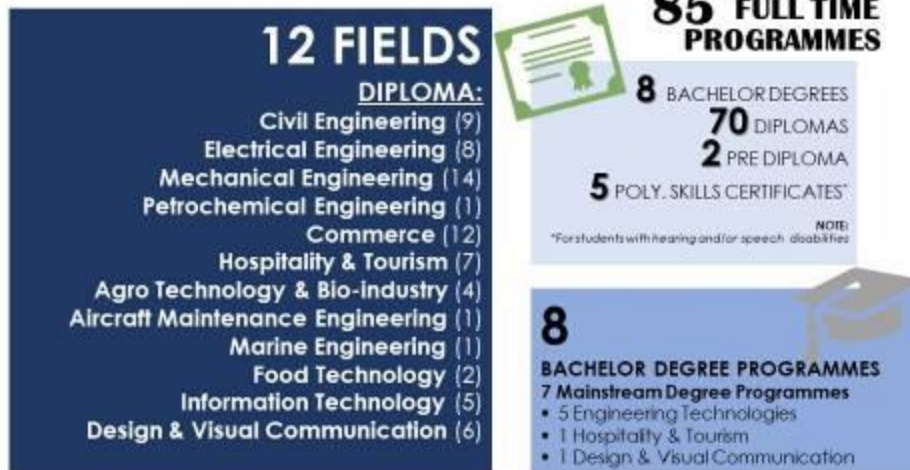 12 FIELDS
DIPLOMA:
Civil Engineering (9)
Electrical Engineering (8)
Mechanical Engineering (14)
Petrochemical Engineering (1)
Commerce (12)
Hospitality & Tourism (7)
Agro Technology & Bio-industry (4)
Aircraft Maintenance Engineering (1)
Marine Engineering (1)
Food Technology (2)
Information Technology (5)
Design & Visual Communication (6)
85 FULL TIME
PROGRAMMES
8 BACHELOR DEGREES
70 DIPLOMAS
2 PRE DIPLOMA
5 POLY. SKILLS CERTIFICATES*
NOTE:
*For students with hearing and/or speech disabilities
8
BACHELOR DEGREE PROGRAMMES
7 Mainstream Degree Programmes
• 5 Engineering Technologies
• 1 Hospitality & Tourism
• 1 Design & Visual Communication